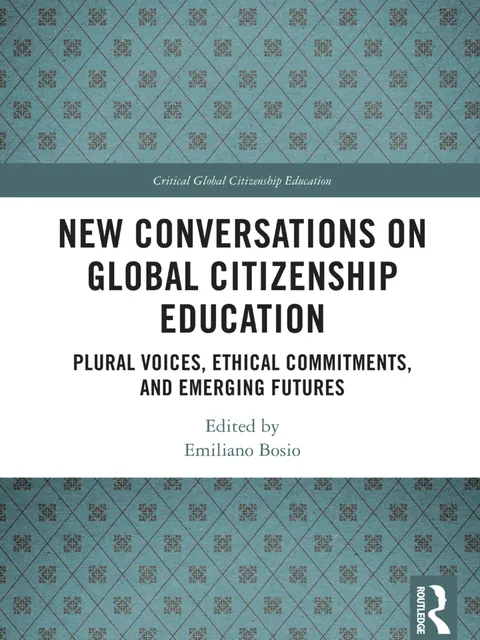 Critical Global Citizenship Education
NEW CONVERSATIONS ON
GLOBAL CITIZENSHIP
EDUCATION
PLURAL VOICES, ETHICAL COMMITMENTS,
AND EMERGING FUTURES
Edited by
Emiliano Bosio
ROUTLEDGE